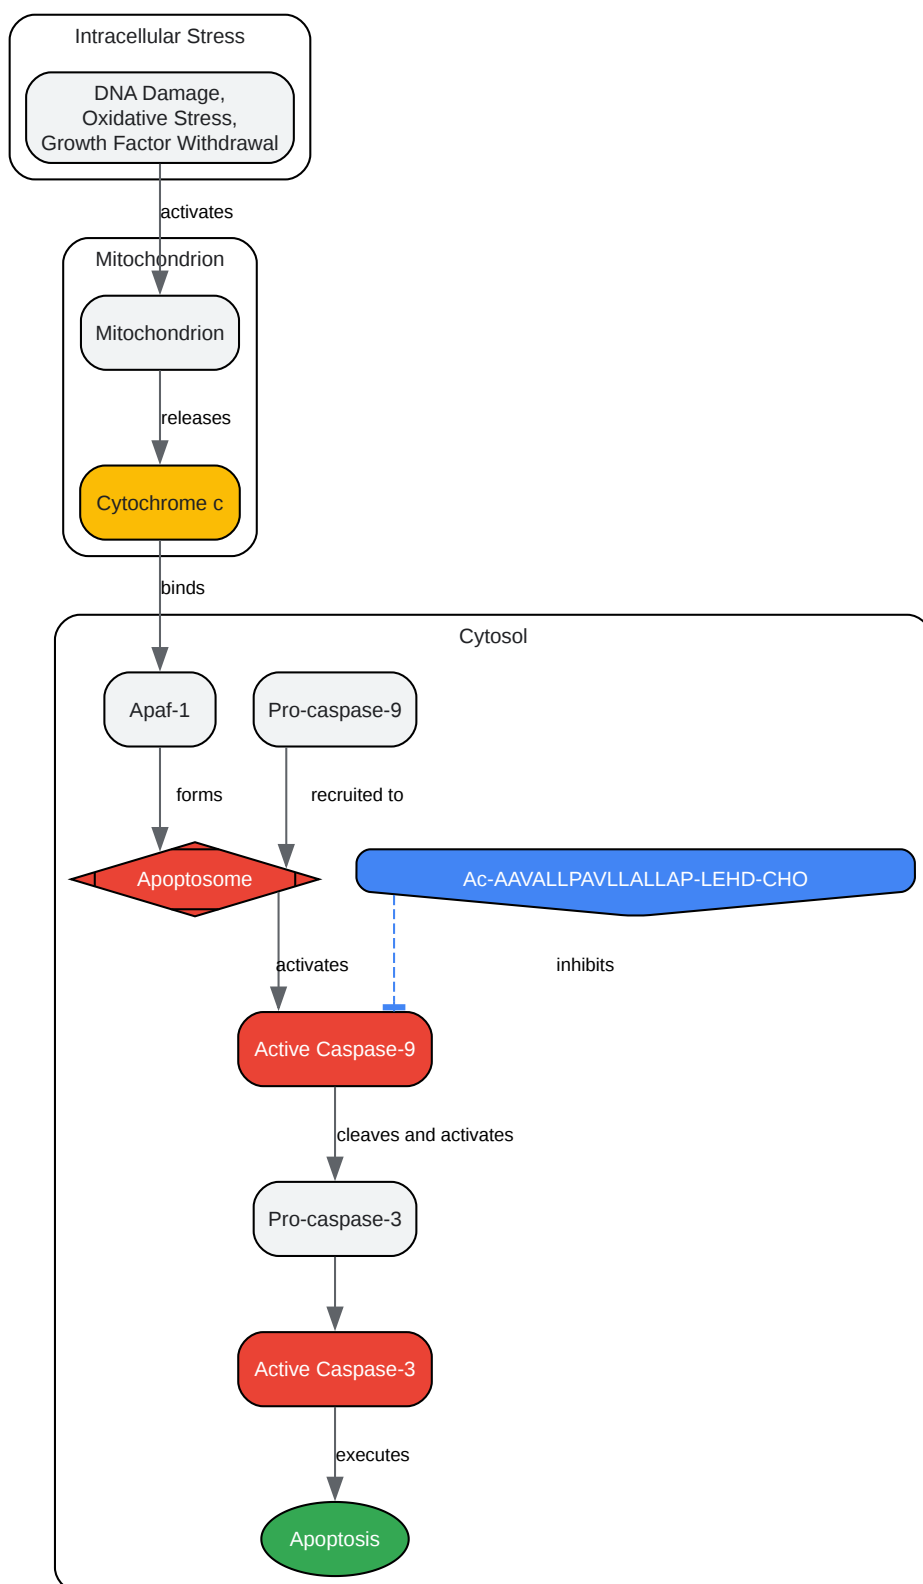 Intracellular Stress
DNA Damage,
Oxidative Stress,
Growth Factor Withdrawal
activates
Mitochondrion
Mitochondrion
releases
Cytochrome c
binds
Cytosol
Apaf-1
Pro-caspase-9
forms
recruited to
Apoptosome
Ac-AAVALLPAVLLALLAP-LEHD-CHO
activates
inhibits
Active Caspase-9
cleaves and activates
Pro-caspase-3
Active Caspase-3
executes
Apoptosis